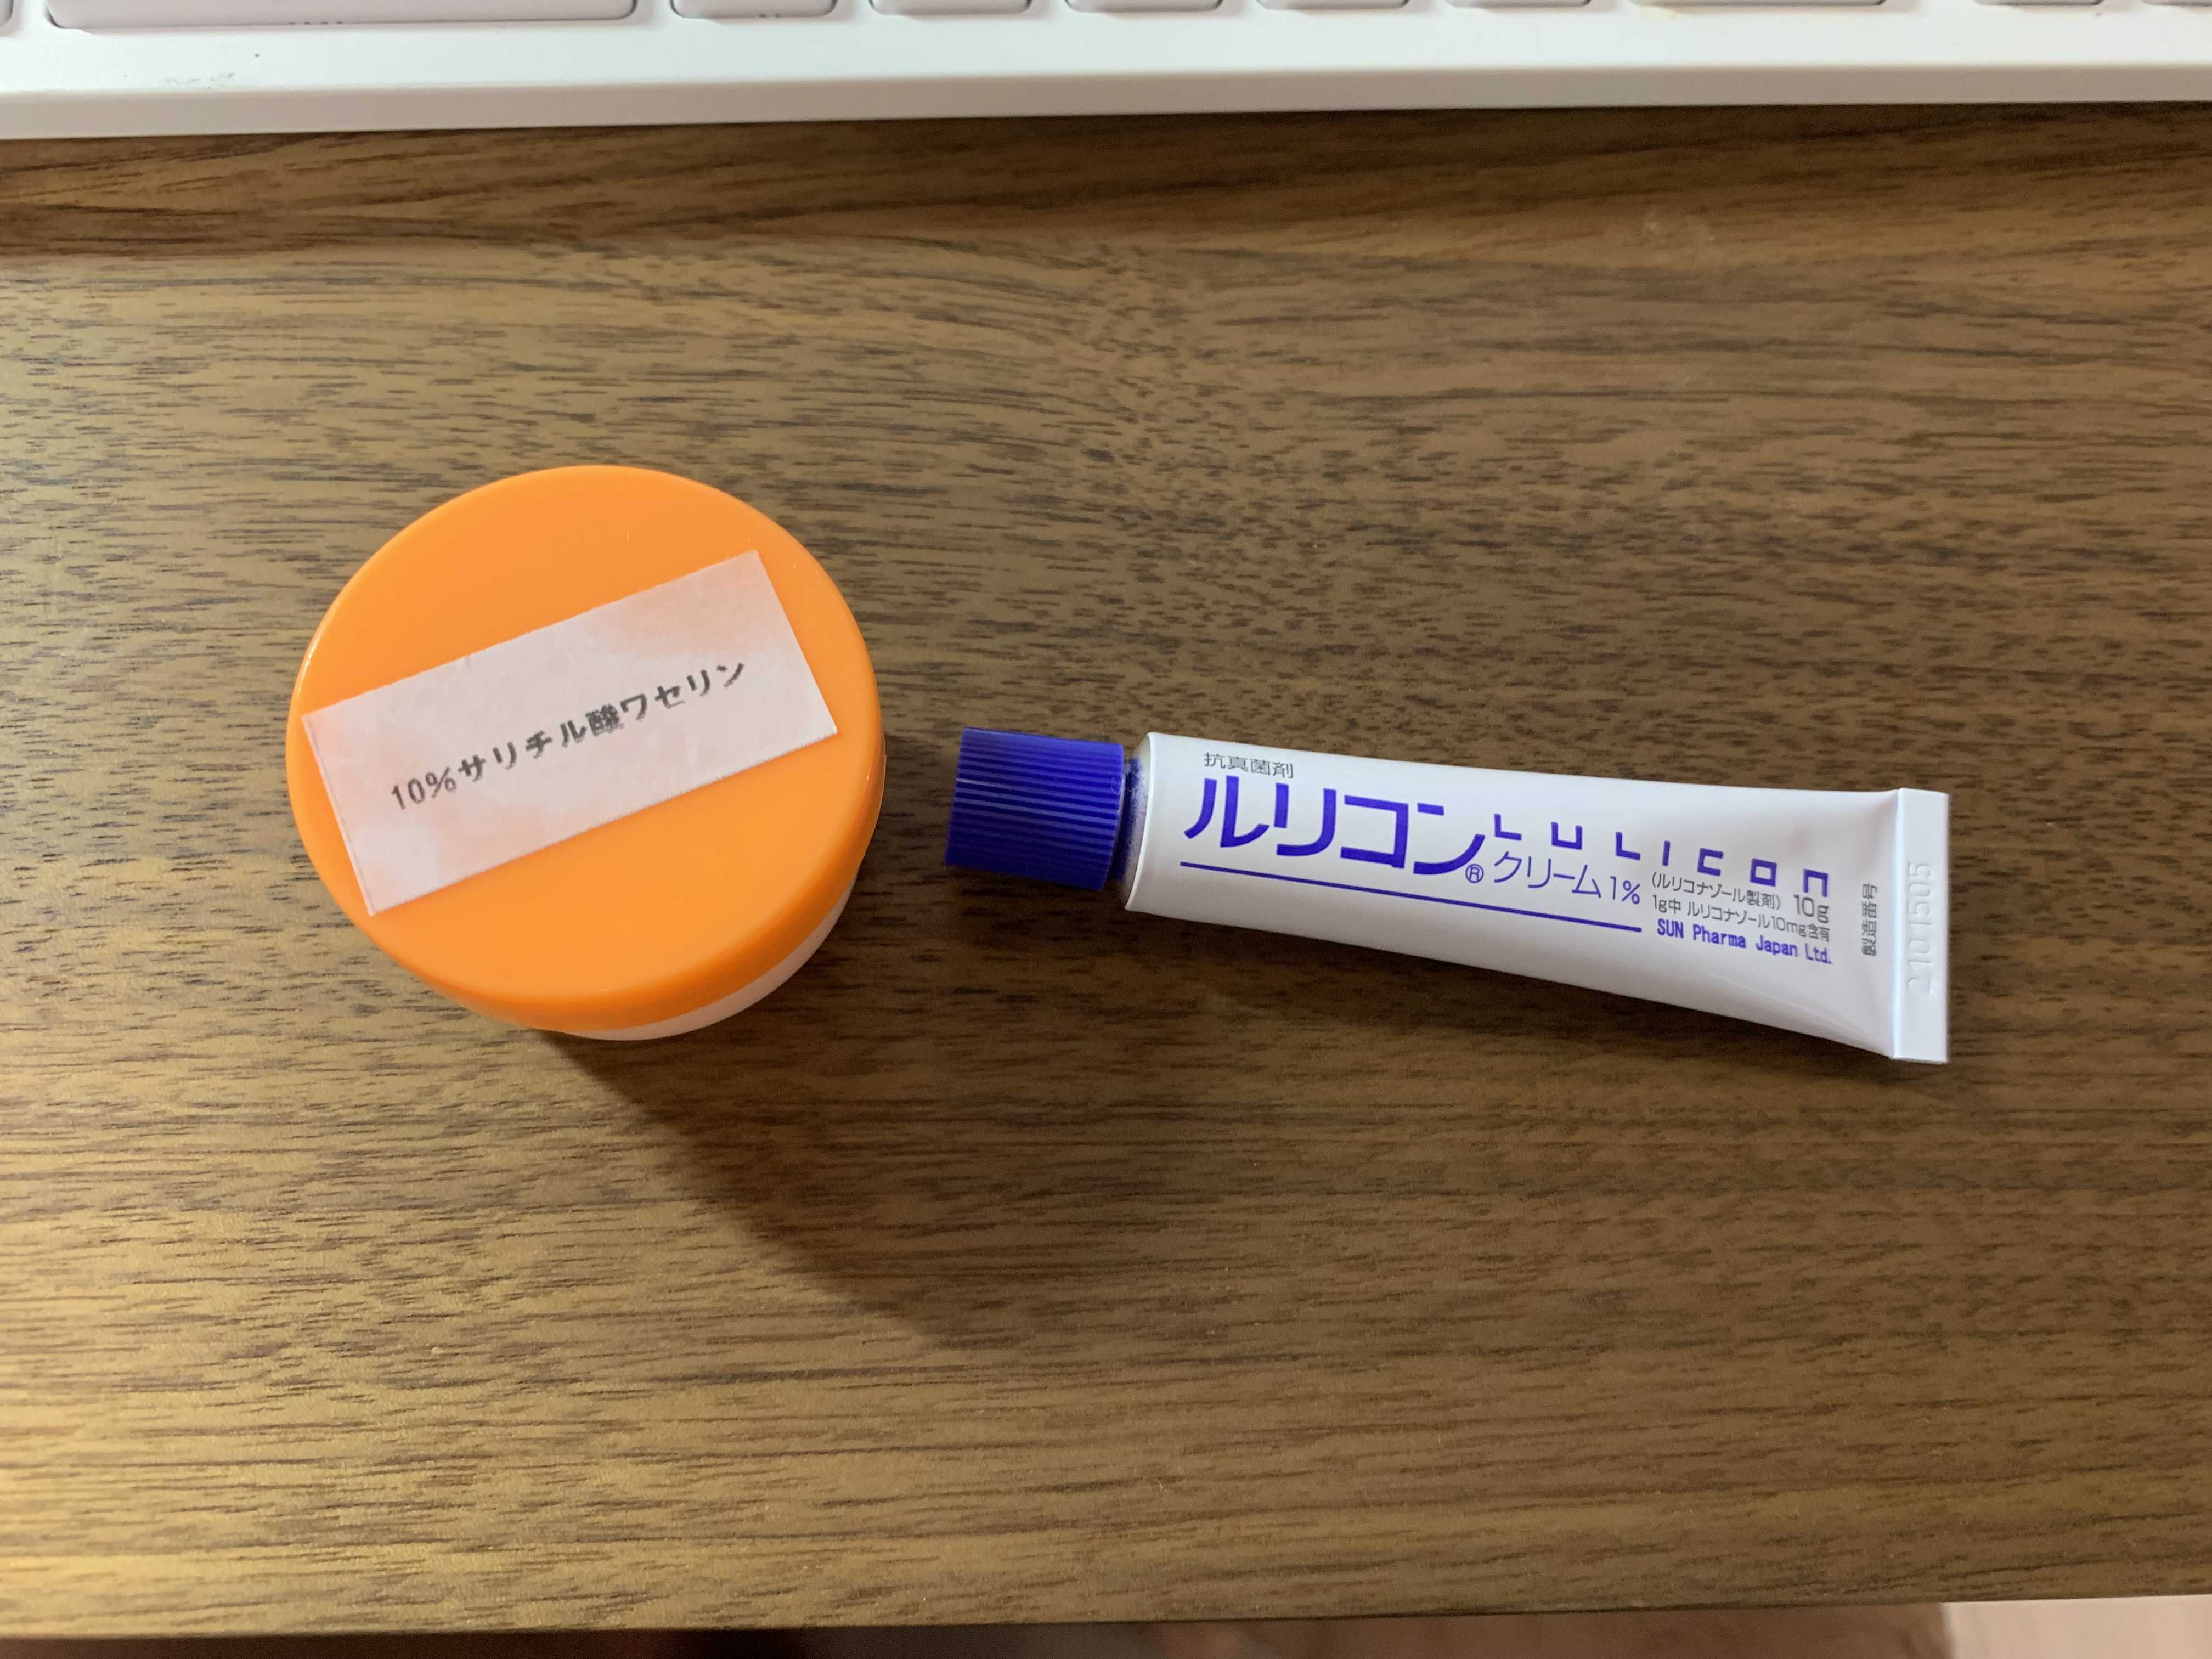 10%サリチル酸ワセリン
抗真菌剤
ルリコン® クリーム1%
LULICON
(ルリコナゾール製剤) 10g
1g中 ルリコナゾール10mg含有
SUN Pharma Japan Ltd.
製造番号
2101505